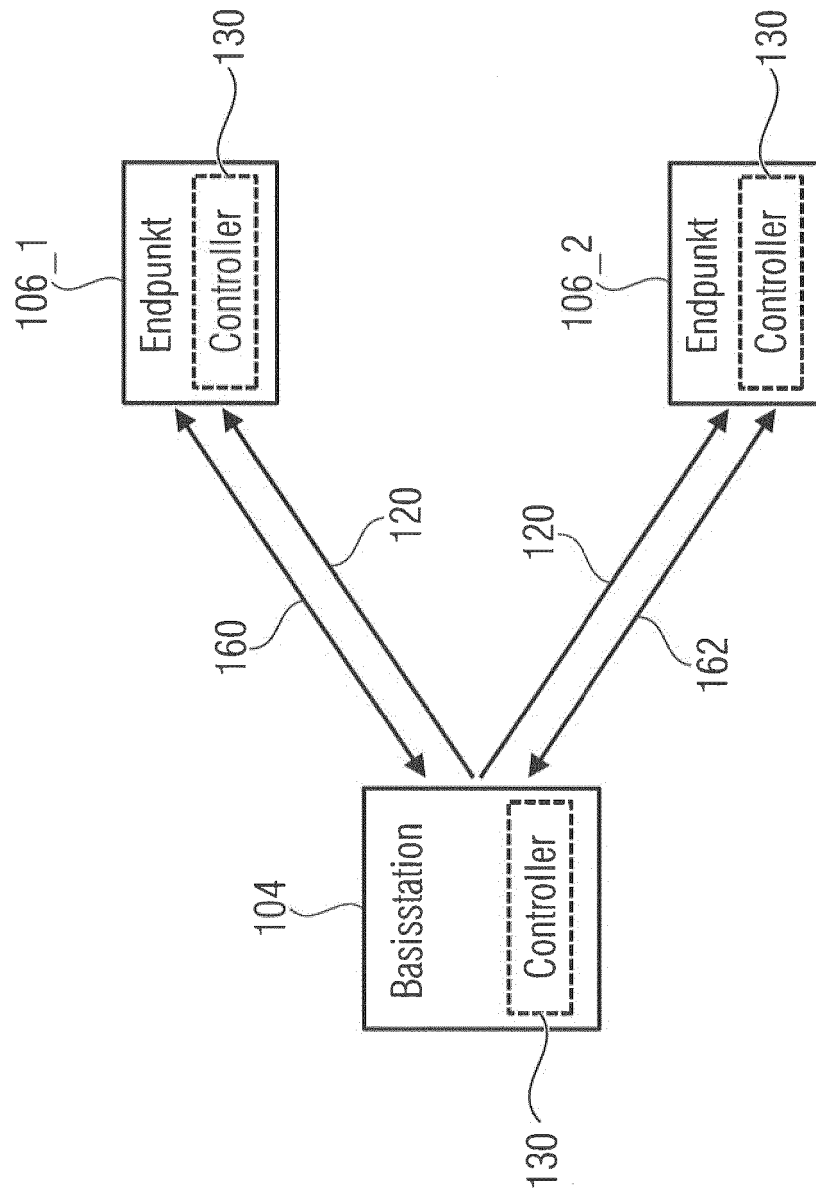 106_1
Endpunkt
Controller
130
160
104
Basisstation
120
130
Controller
120
106_2
162
Endpunkt
Controller
130